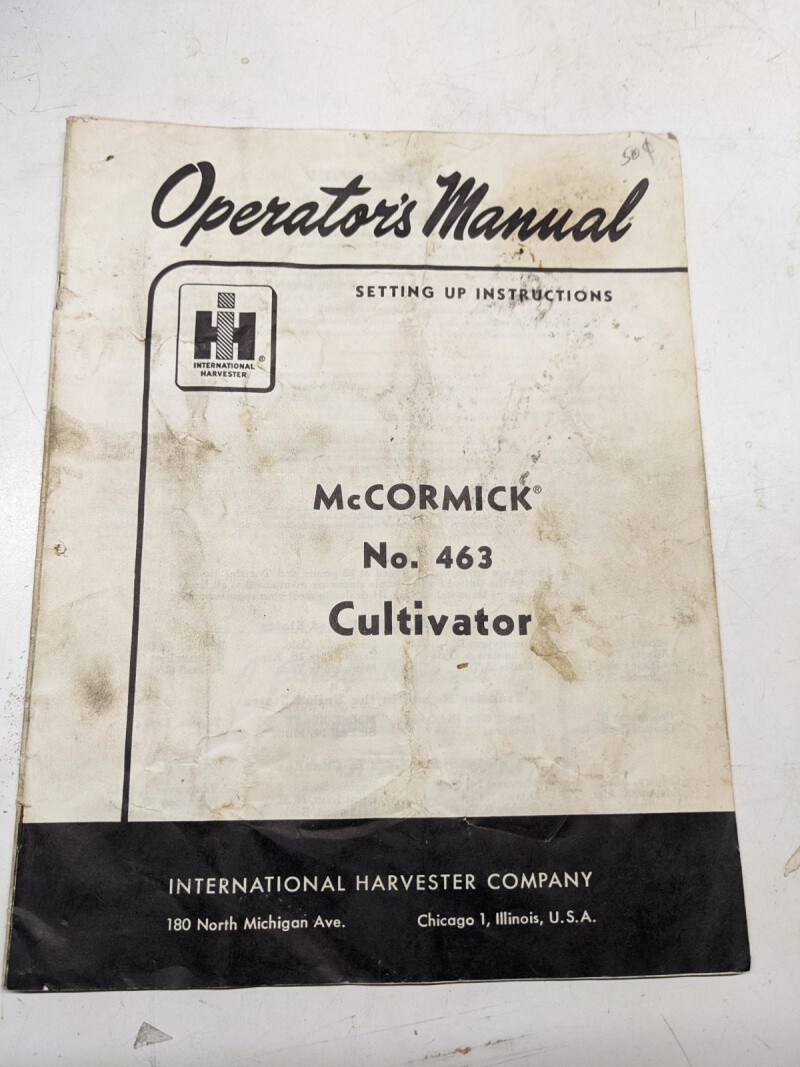 50¢
Operator's Manual
SETTING UP INSTRUCTIONS
IH
®
INTERNATIONAL
HARVESTER
McCORMICK®
No. 463
Cultivator
INTERNATIONAL HARVESTER COMPANY
180 North Michigan Ave. Chicago 1, Illinois, U.S.A.